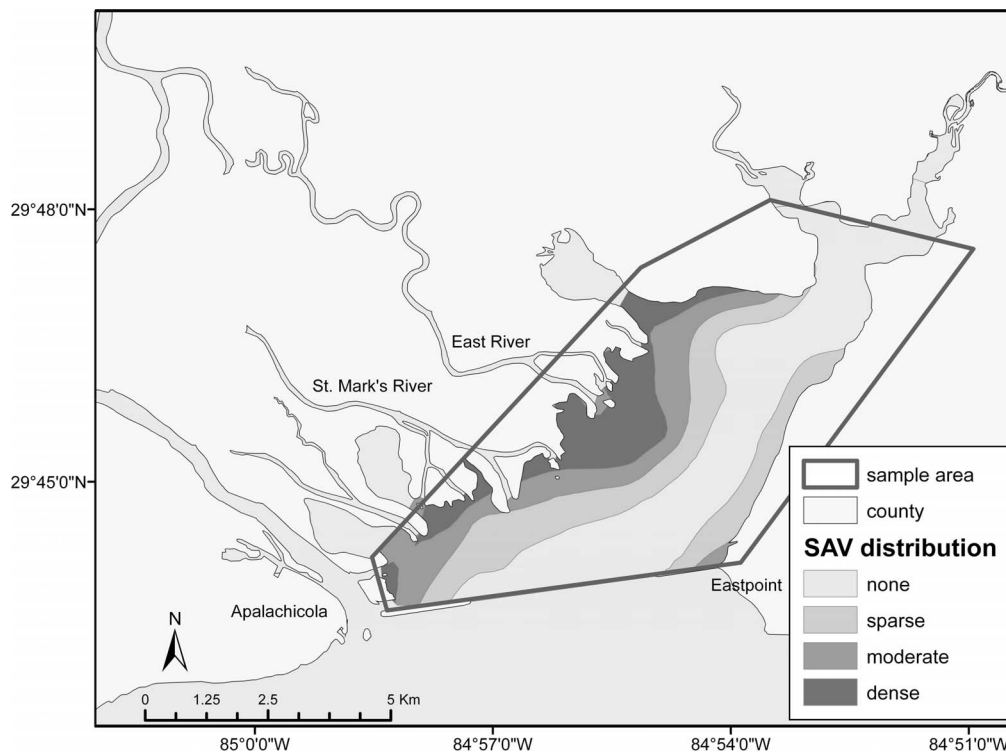 29°48'0"N
East River
St. Mark's River
29°45'0"N
sample area
county
SAV distribution
none
sparse
moderate
dense
Eastpoint
Apalachicola
N
0 1.25 2.5 5 Km
85°0'0"W 84°57'0"W 84°54'0"W 84°51'0"W